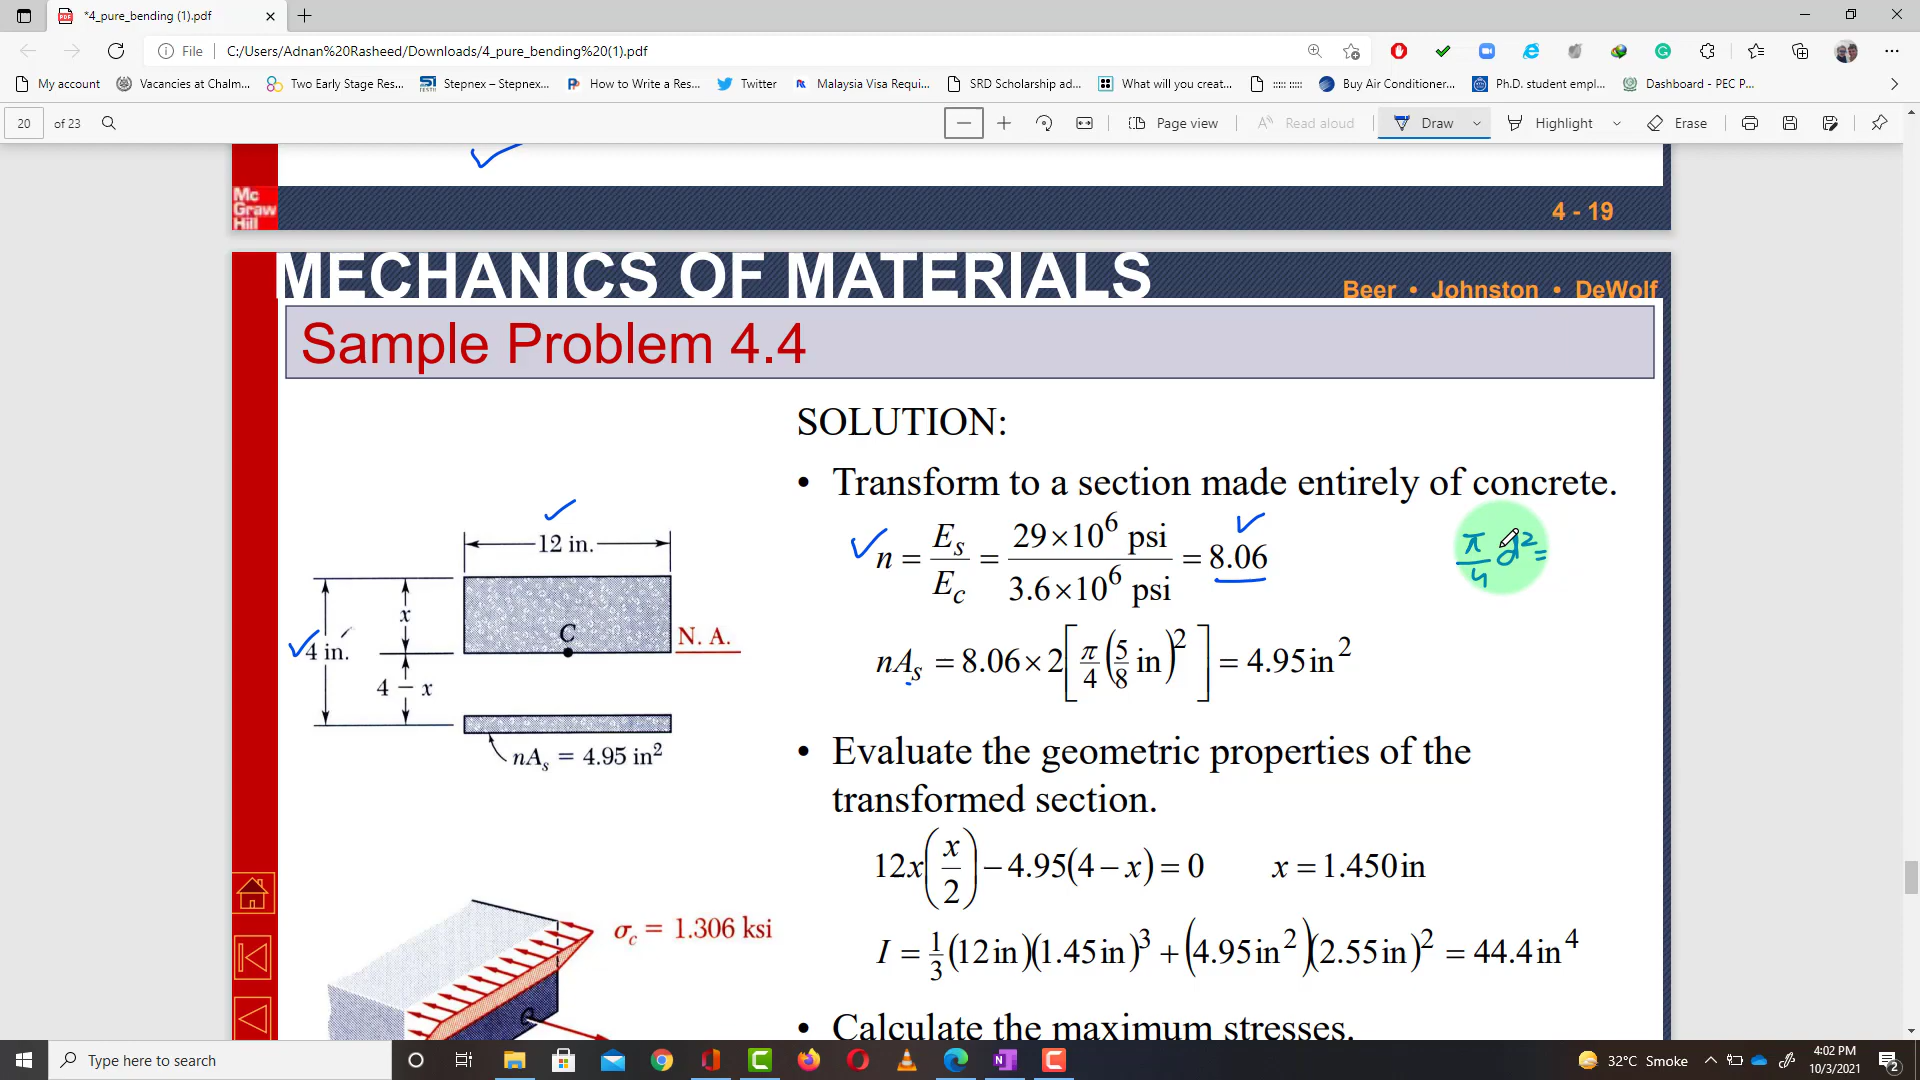 *4_pure_bending (1).pdf
File C:/Users/Adnan%20Rasheed/Downloads/4_pure_bending%20(1).pdf
My account Vacancies at Chalm... Two Early Stage Res... Stepnex – Stepnex... How to Write a Res... Twitter Malaysia Visa Requi... SRD Scholarship ad... What will you creat... ::::: ::::: Buy Air Conditioner... Ph.D. student empl... Dashboard - PEC P...
20 of 23 Page view Read aloud Draw Highlight Erase
Mc
Graw
Hill
4 - 19
MECHANICS OF MATERIALS
Beer • Johnston • DeWolf
Sample Problem 4.4
SOLUTION:
• Transform to a section made entirely of concrete.
n = E_s/E_c = 29×10^6 psi / 3.6×10^6 psi = 8.06
π/4 d² =
nA_s = 8.06×2[π/4 (5/8 in)²] = 4.95 in²
• Evaluate the geometric properties of the
transformed section.
12x(x/2) − 4.95(4 − x) = 0 x = 1.450 in
I = 1/3 (12 in)(1.45 in)³ + (4.95 in²)(2.55 in)² = 44.4 in⁴
• Calculate the maximum stresses.
12 in.
x
C
N. A.
4 in.
4 − x
nA_s = 4.95 in²
σ_c = 1.306 ksi
Type here to search
32°C Smoke
4:02 PM
10/3/2021
2